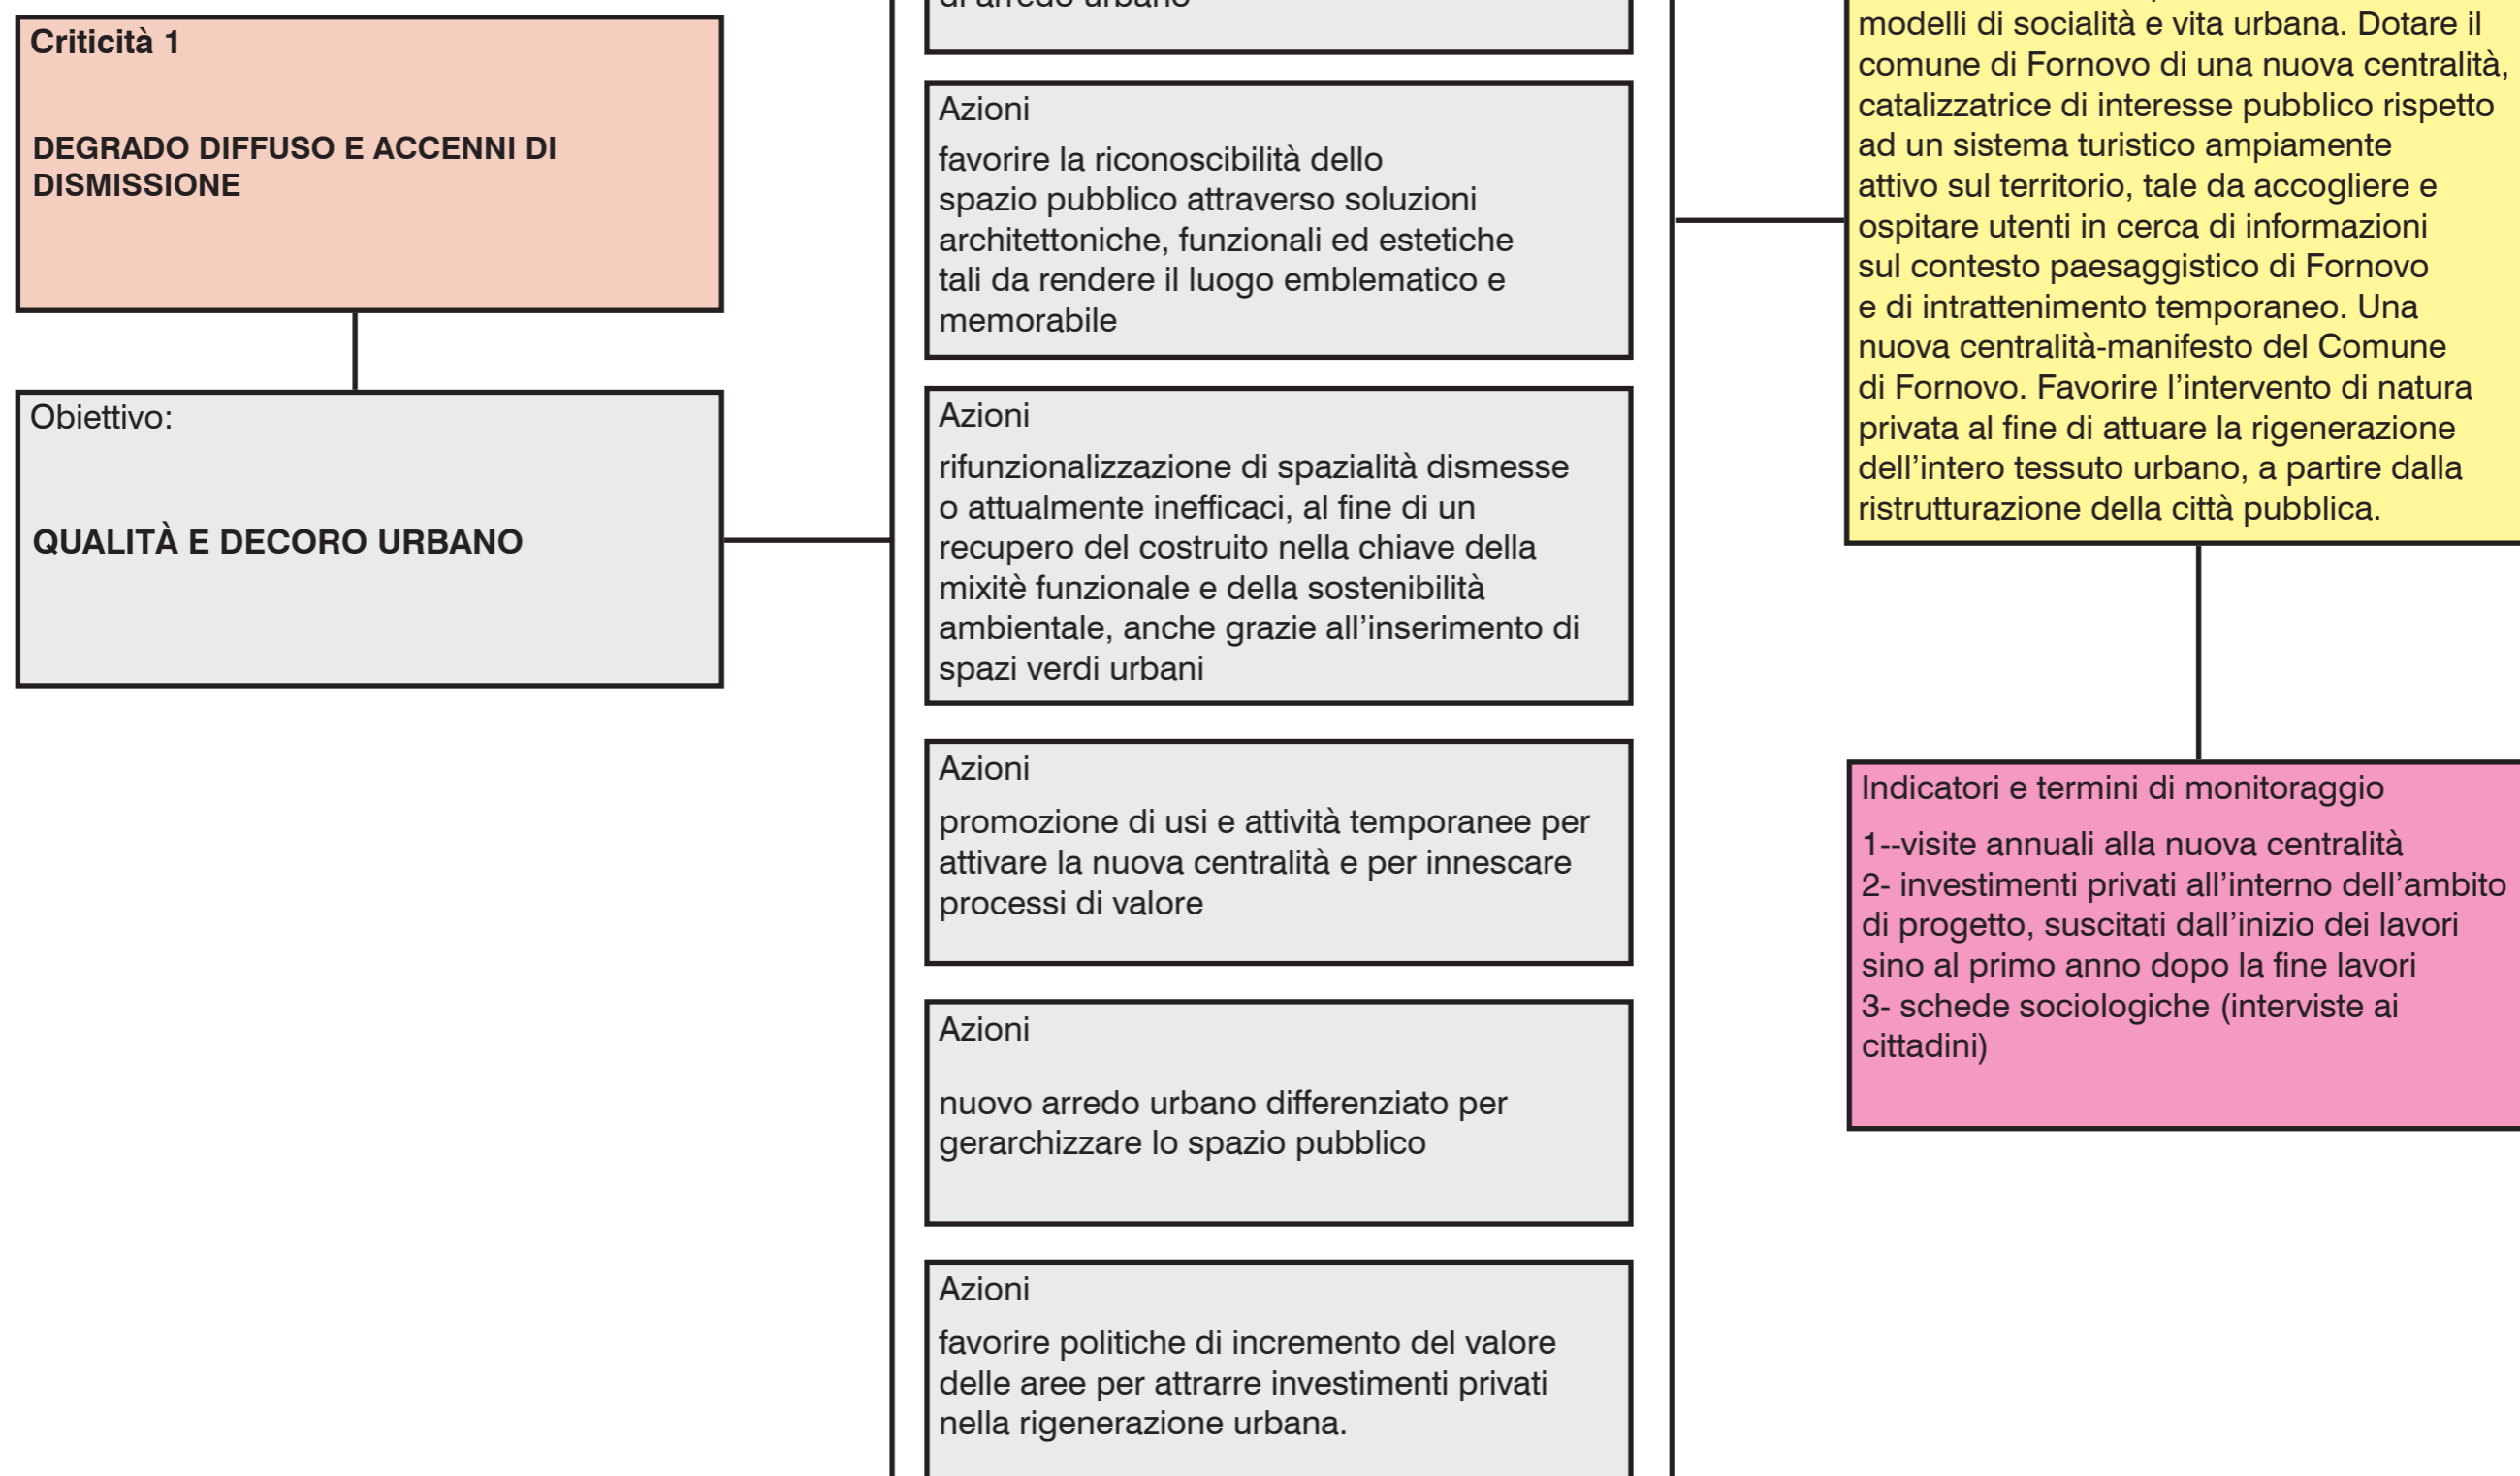 Criticità 1
DEGRADO DIFFUSO E ACCENNI DI
DISMISSIONE
Obiettivo:
QUALITÀ E DECORO URBANO
di arredo urbano
Azioni
favorire la riconoscibilità dello
spazio pubblico attraverso soluzioni
architettoniche, funzionali ed estetiche
tali da rendere il luogo emblematico e
memorabile
Azioni
rifunzionalizzazione di spazialità dismesse
o attualmente inefficaci, al fine di un
recupero del costruito nella chiave della
mixitè funzionale e della sostenibilità
ambientale, anche grazie all’inserimento di
spazi verdi urbani
Azioni
promozione di usi e attività temporanee per
attivare la nuova centralità e per innescare
processi di valore
Azioni
nuovo arredo urbano differenziato per
gerarchizzare lo spazio pubblico
Azioni
favorire politiche di incremento del valore
delle aree per attrarre investimenti privati
nella rigenerazione urbana.
modelli di socialità e vita urbana. Dotare il
comune di Fornovo di una nuova centralità,
catalizzatrice di interesse pubblico rispetto
ad un sistema turistico ampiamente
attivo sul territorio, tale da accogliere e
ospitare utenti in cerca di informazioni
sul contesto paesaggistico di Fornovo
e di intrattenimento temporaneo. Una
nuova centralità-manifesto del Comune
di Fornovo. Favorire l’intervento di natura
privata al fine di attuare la rigenerazione
dell’intero tessuto urbano, a partire dalla
ristrutturazione della città pubblica.
Indicatori e termini di monitoraggio
1--visite annuali alla nuova centralità
2- investimenti privati all’interno dell’ambito
di progetto, suscitati dall’inizio dei lavori
sino al primo anno dopo la fine lavori
3- schede sociologiche (interviste ai
cittadini)